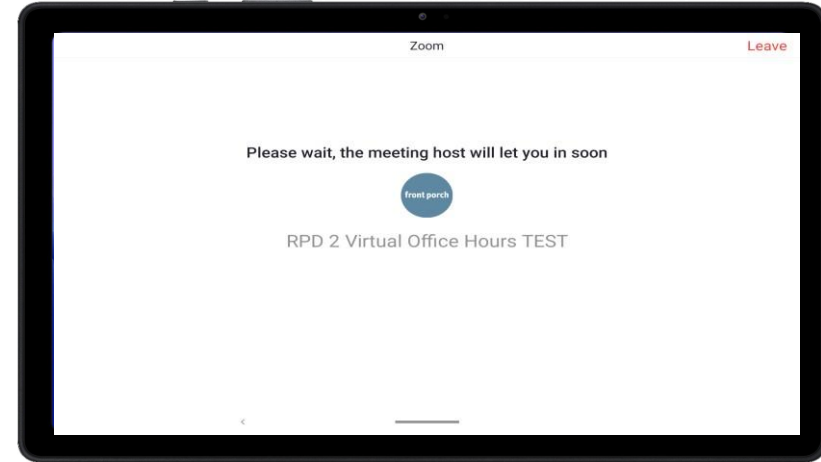 Zoom
Leave
Please wait, the meeting host will let you in soon
front porch
RPD 2 Virtual Office Hours TEST